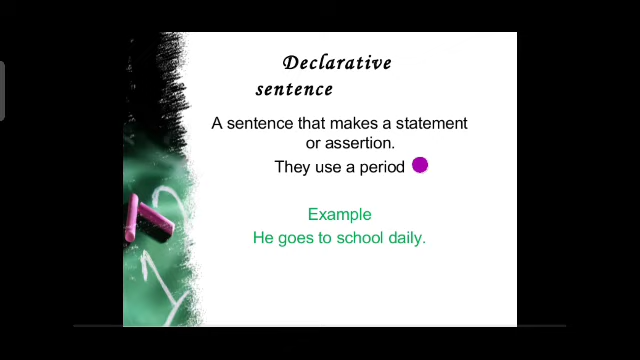 Declarative
sentence
A sentence that makes a statement
or assertion.
They use a period
Example
He goes to school daily.